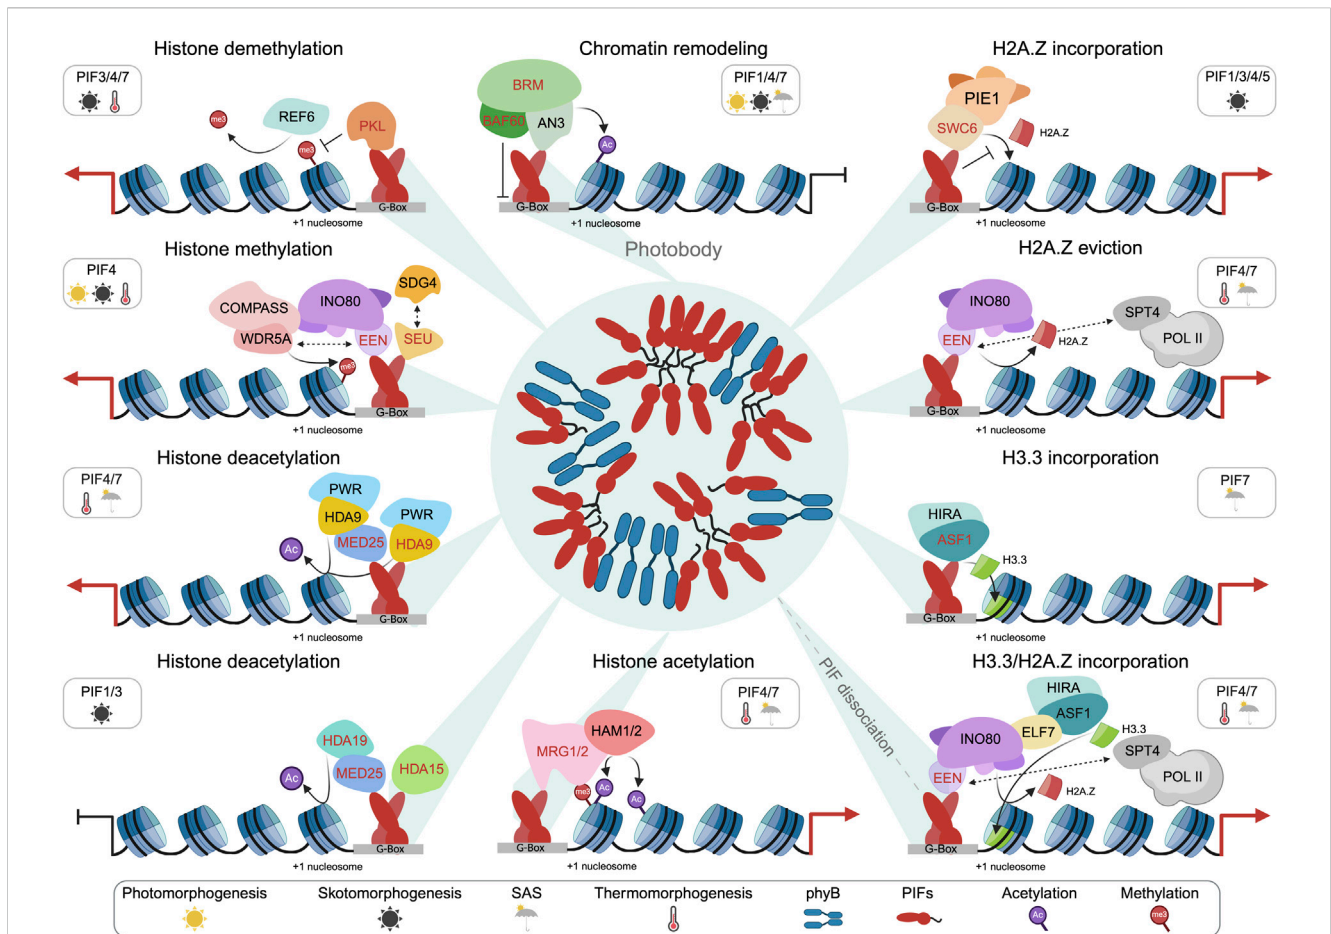 Histone demethylation
PIF3/4/7
me3
REF6
PKL
me3
G-Box
+1 nucleosome
Chromatin remodeling
PIF1/4/7
BRM
BAF60
AN3
Ac
G-Box
+1 nucleosome
H2A.Z incorporation
PIF1/3/4/5
PIE1
SWC6
H2A.Z
G-Box
+1 nucleosome
Photobody
Histone methylation
PIF4
COMPASS
INO80
SDG4
WDR5A
EEN
SEU
me3
G-Box
+1 nucleosome
H2A.Z eviction
PIF4/7
INO80
SPT4
EEN
H2A.Z
POL II
G-Box
+1 nucleosome
Histone deacetylation
PIF4/7
PWR
HDA9
PWR
MED25
HDA9
Ac
G-Box
+1 nucleosome
H3.3 incorporation
PIF7
HIRA
ASF1
H3.3
G-Box
+1 nucleosome
Histone deacetylation
PIF1/3
HDA19
MED25
HDA15
Ac
G-Box
+1 nucleosome
Histone acetylation
PIF4/7
MRG1/2
HAM1/2
me3
Ac
Ac
G-Box
+1 nucleosome
PIF dissociation
H3.3/H2A.Z incorporation
PIF4/7
HIRA
ASF1
ELF7
INO80
H3.3
SPT4
EEN
H2A.Z
POL II
G-Box
+1 nucleosome
Photomorphogenesis
Skotomorphogenesis
SAS
Thermomorphogenesis
phyB
PIFs
Acetylation
Methylation
Ac
me3